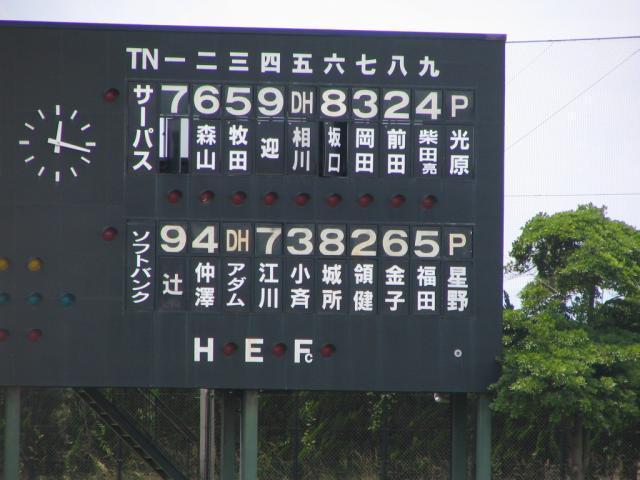 TN 一 二 三 四 五 六 七 八 九
サーパス 7 6 5 9 DH 8 3 2 4 P
森山 牧田 迎 相川 坂口 岡田 前田 柴田亮 光原
ソフトバンク 9 4 DH 7 3 8 2 6 5 P
辻 仲澤 アダム 江川 小斉 城所 領健 金子 福田 星野
H E Fc